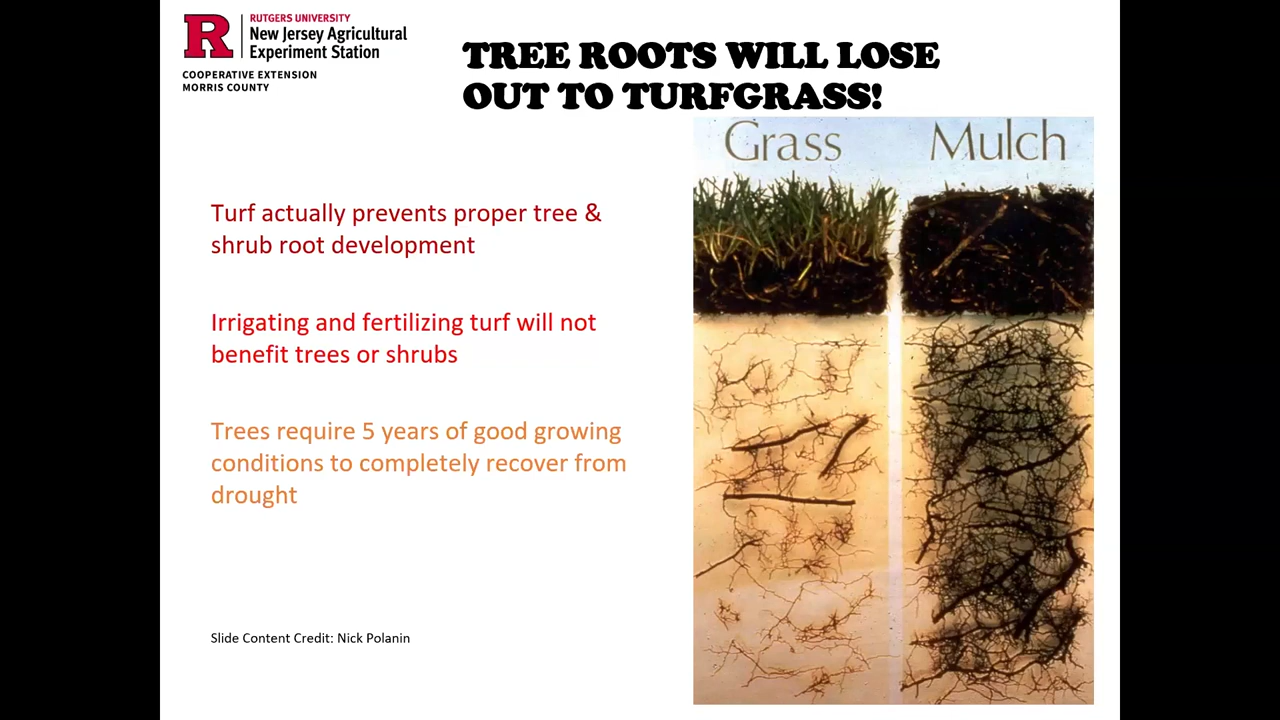 RUTGERS UNIVERSITY
New Jersey Agricultural
Experiment Station
COOPERATIVE EXTENSION
MORRIS COUNTY
TREE ROOTS WILL LOSE
OUT TO TURFGRASS!
Turf actually prevents proper tree &
shrub root development
Irrigating and fertilizing turf will not
benefit trees or shrubs
Trees require 5 years of good growing
conditions to completely recover from
drought
Slide Content Credit: Nick Polanin
Grass
Mulch